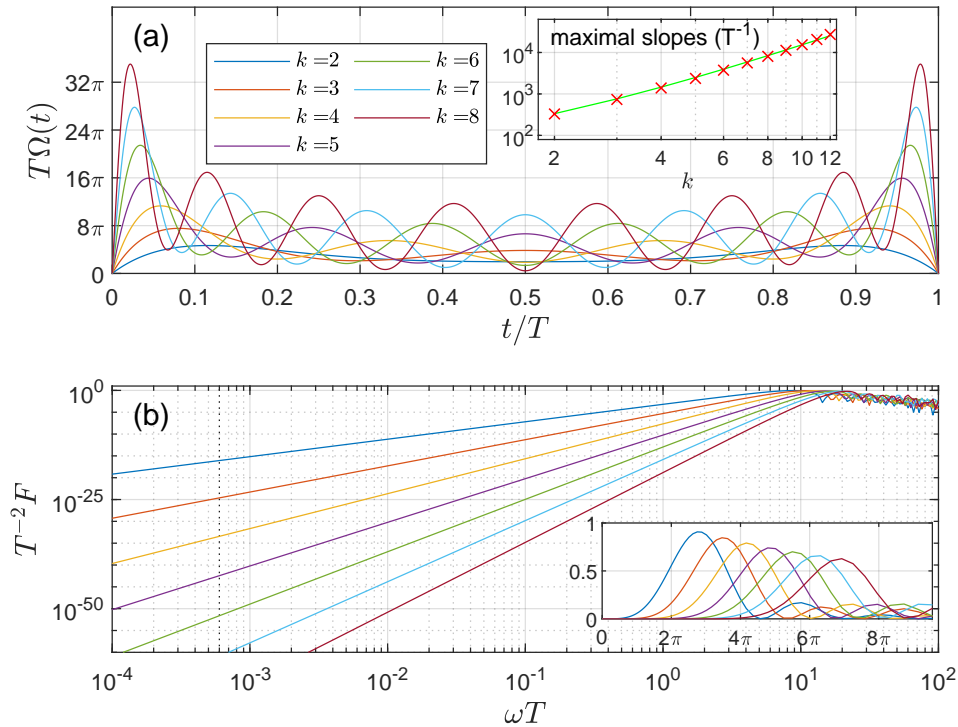 (a)
maximal slopes (T⁻¹)
10⁴
10³
10²
2 4 6 8 10 12
k
k =2
k =3
k =4
k =5
k =6
k =7
k =8
TΩ(t)
32π
24π
16π
8π
0
0 0.1 0.2 0.3 0.4 0.5 0.6 0.7 0.8 0.9 1
t/T
(b)
T⁻²F
10⁰
10⁻²⁵
10⁻⁵⁰
1
0.5
0
0 2π 4π 6π 8π
10⁻⁴ 10⁻³ 10⁻² 10⁻¹ 10⁰ 10¹ 10²
ωT